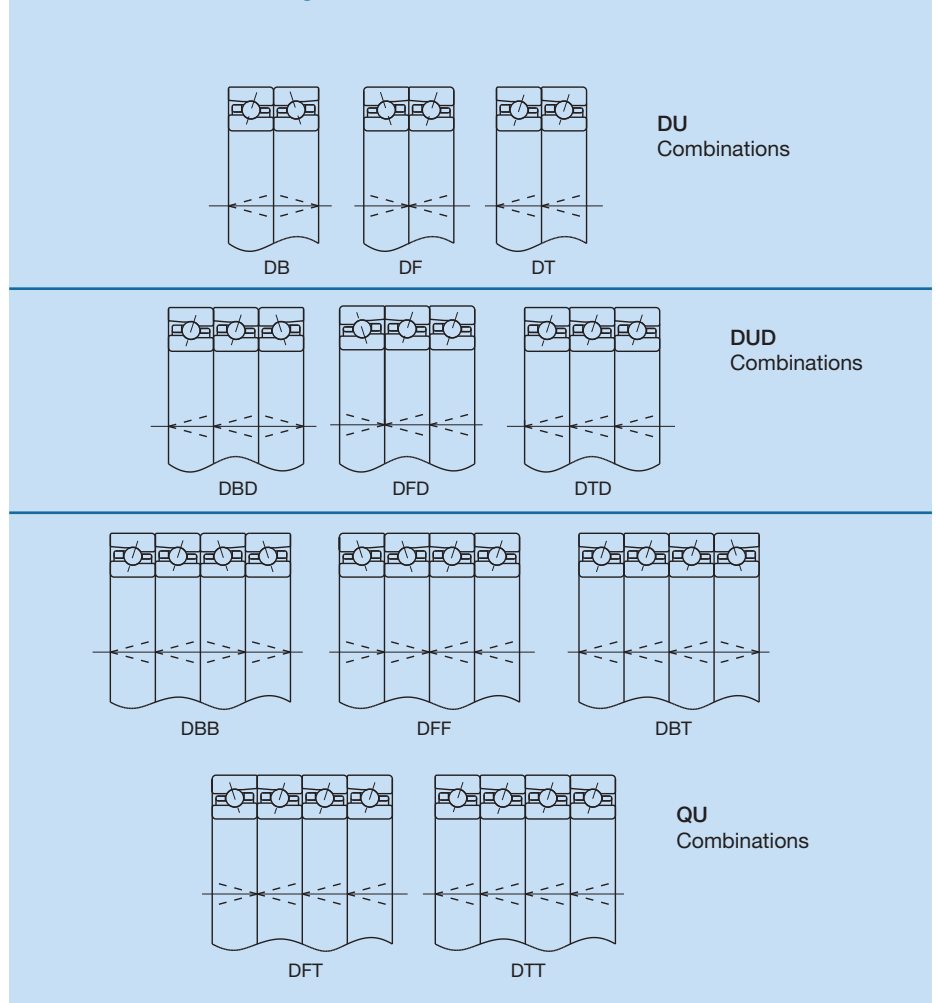 DU
Combinations
DB
DF
DT
DUD
Combinations
DBD
DFD
DTD
DBB
DFF
DBT
QU
Combinations
DFT
DTT